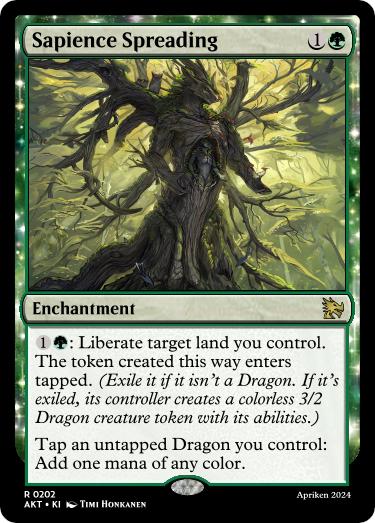 Sapience Spreading 1
Enchantment
1 : Liberate target land you control.
The token created this way enters
tapped. (Exile it if it isn't a Dragon. If it's
exiled, its controller creates a colorless 3/2
Dragon creature token with its abilities.)
Tap an untapped Dragon you control:
Add one mana of any color.
R 0202
AKT • KI Timi Honkanen
Apriken 2024